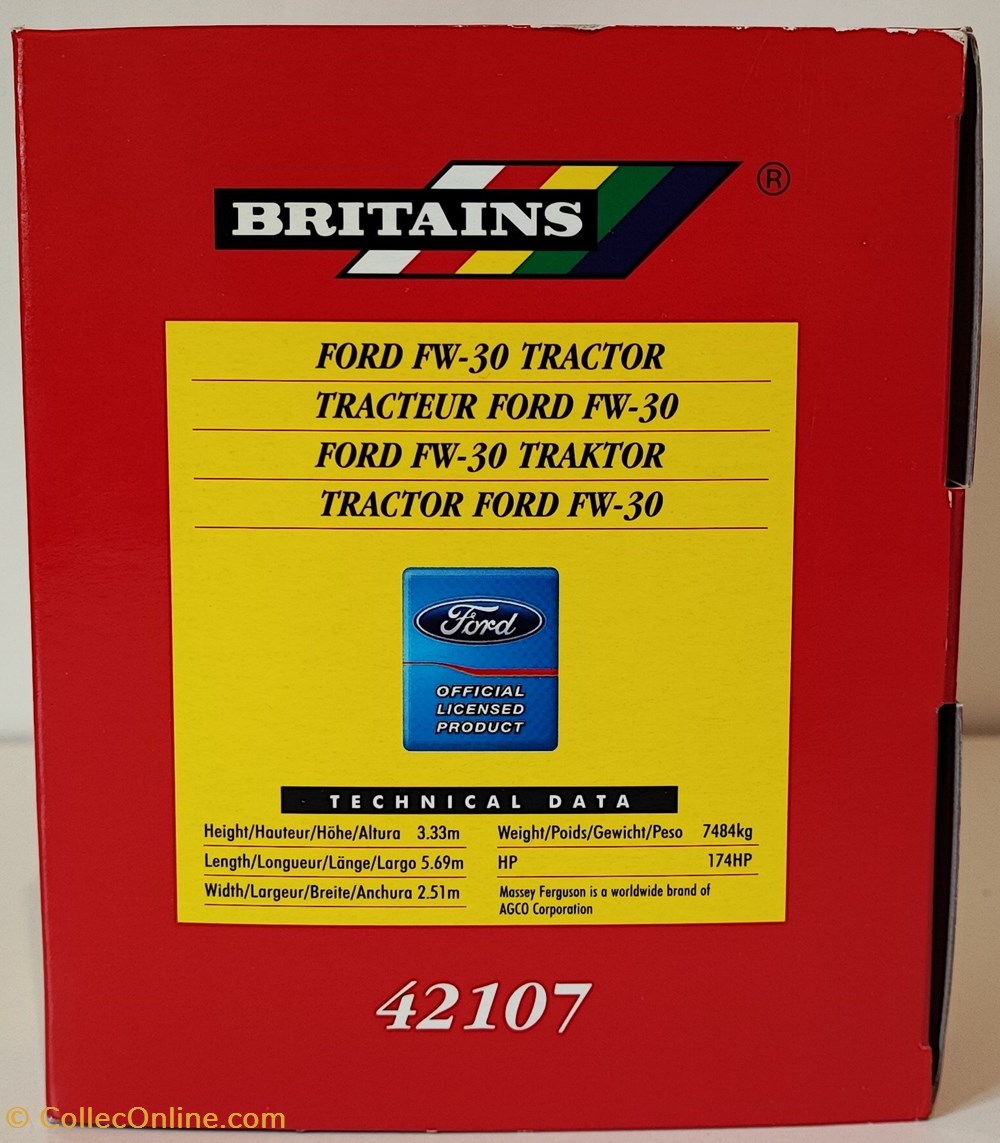 BRITAINS ®
FORD FW-30 TRACTOR
TRACTEUR FORD FW-30
FORD FW-30 TRAKTOR
TRACTOR FORD FW-30
Ford
OFFICIAL
LICENSED
PRODUCT
TECHNICAL DATA
Height/Hauteur/Höhe/Altura 3.33m
Length/Longueur/Länge/Largo 5.69m
Width/Largeur/Breite/Anchura 2.51m
Weight/Poids/Gewicht/Peso 7484kg
HP 174HP
Massey Ferguson is a worldwide brand of
AGCO Corporation
42107
© CollecOnline.com